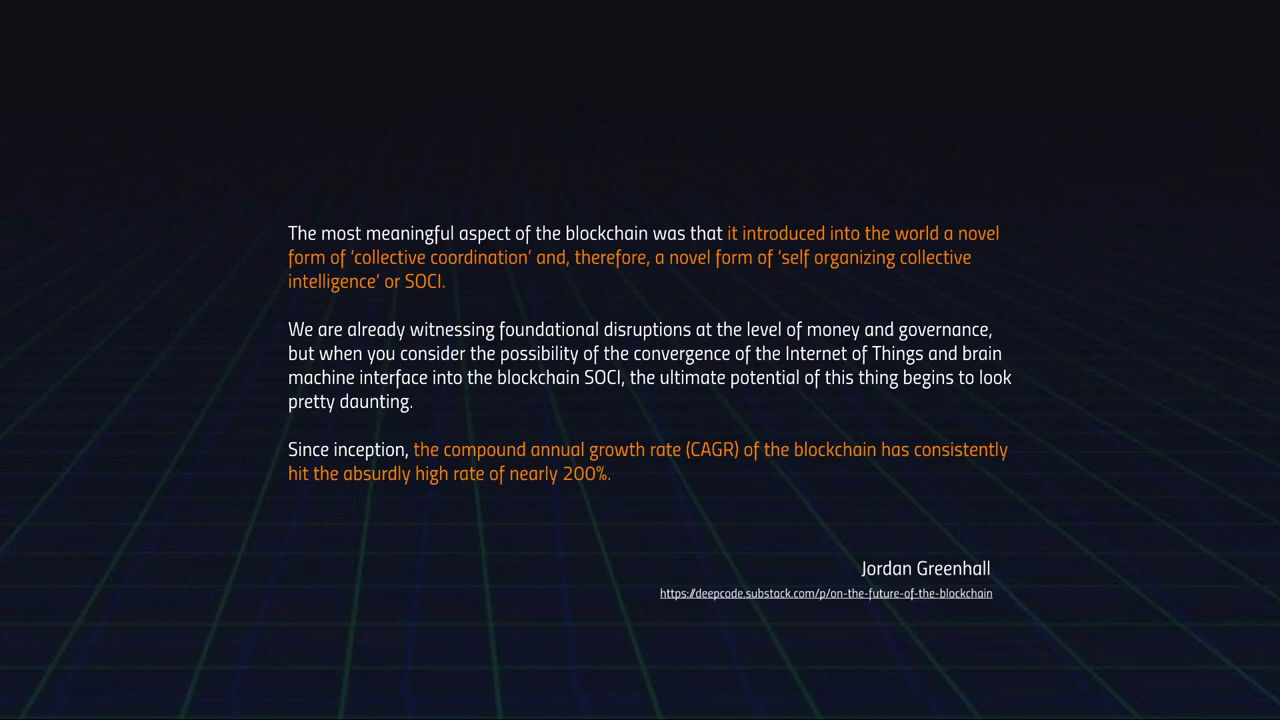 The most meaningful aspect of the blockchain was that it introduced into the world a novel
form of ‘collective coordination’ and, therefore, a novel form of ‘self organizing collective
intelligence’ or SOCI.
We are already witnessing foundational disruptions at the level of money and governance,
but when you consider the possibility of the convergence of the Internet of Things and brain
machine interface into the blockchain SOCI, the ultimate potential of this thing begins to look
pretty daunting.
Since inception, the compound annual growth rate (CAGR) of the blockchain has consistently
hit the absurdly high rate of nearly 200%.
Jordan Greenhall
https://deepcode.substack.com/p/on-the-future-of-the-blockchain